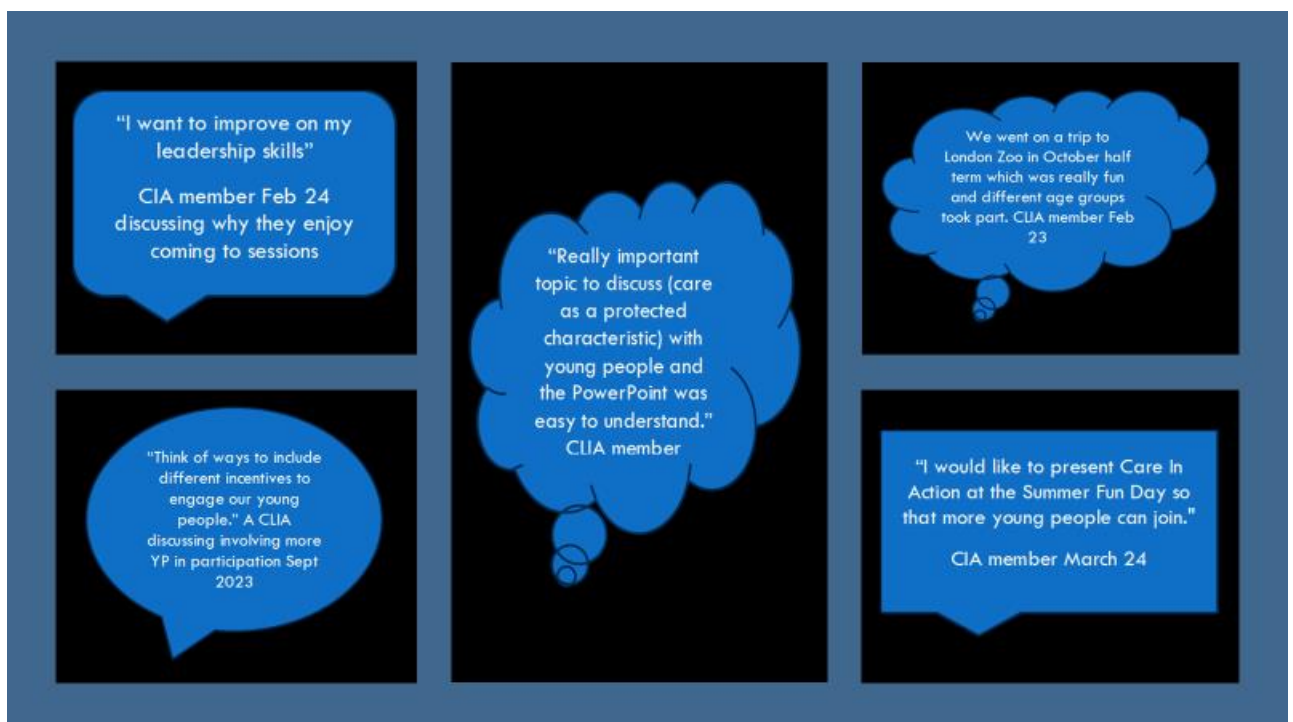 “I want to improve on my
leadership skills”
CIA member Feb 24
discussing why they enjoy
coming to sessions
"Think of ways to include
different incentives to
engage our young
people." A CLIA
discussing involving more
YP in participation Sept
2023
“Really important
topic to discuss (care
as a protected
characteristic) with
young people and
the PowerPoint was
easy to understand.”
CLIA member
We went on a trip to
London Zoo in October half
term which was really fun
and different age groups
took part. CLIA member Feb
23
“I would like to present Care In
Action at the Summer Fun Day so
that more young people can join."
CIA member March 24